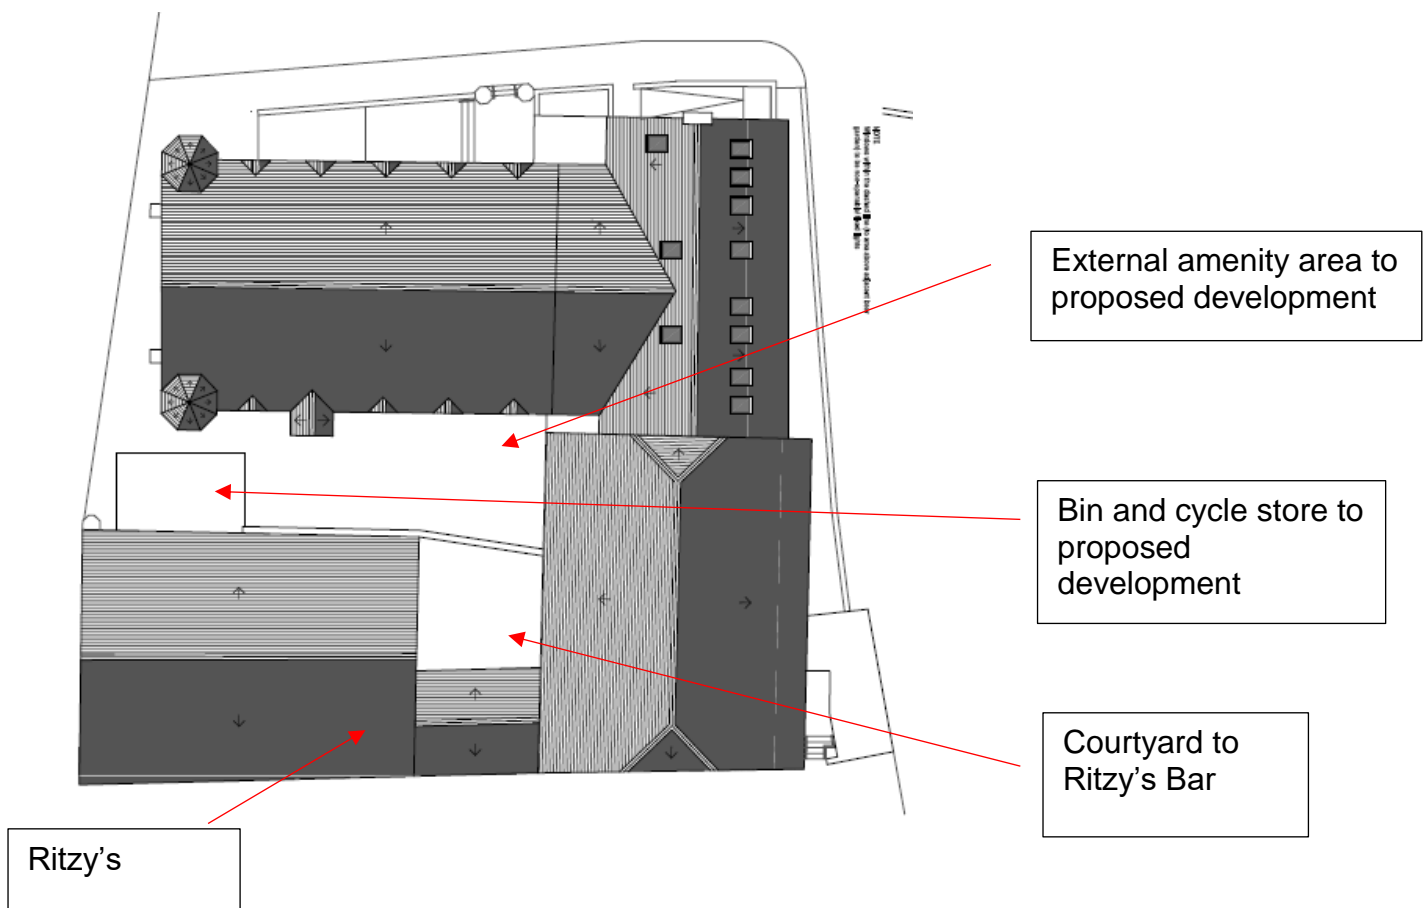 External amenity area to
proposed development
Bin and cycle store to
proposed
development
Courtyard to
Ritzy’s Bar
Ritzy’s